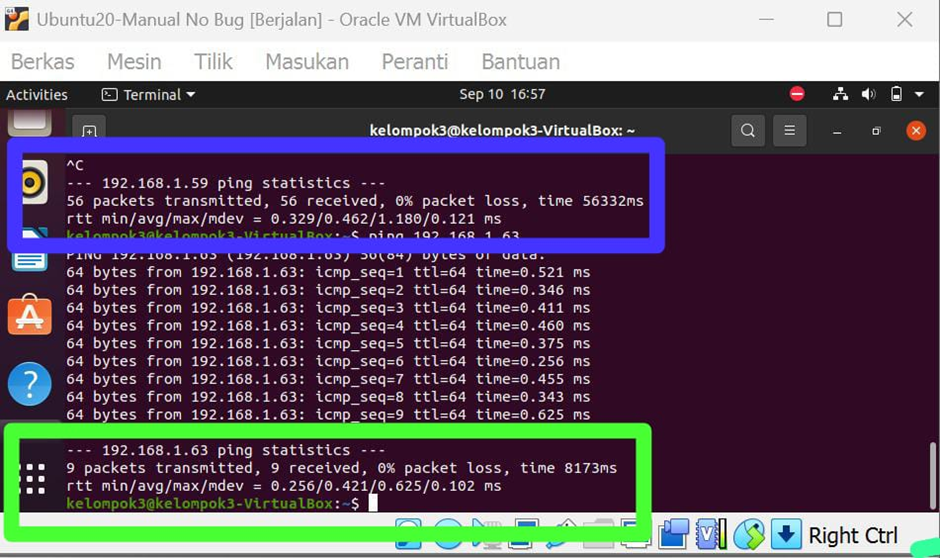 Ubuntu20-Manual No Bug [Berjalan] - Oracle VM VirtualBox
Berkas Mesin Tilik Masukan Peranti Bantuan
Activities Terminal Sep 10 16:57
kelompok3@kelompok3-VirtualBox: ~
^C
--- 192.168.1.59 ping statistics ---
56 packets transmitted, 56 received, 0% packet loss, time 56332ms
rtt min/avg/max/mdev = 0.329/0.462/1.180/0.121 ms
kelompok3@kelompok3-VirtualBox:~$ ping 192.168.1.63
PING 192.168.1.63 (192.168.1.63) 56(84) bytes of data.
64 bytes from 192.168.1.63: icmp_seq=1 ttl=64 time=0.521 ms
64 bytes from 192.168.1.63: icmp_seq=2 ttl=64 time=0.346 ms
64 bytes from 192.168.1.63: icmp_seq=3 ttl=64 time=0.411 ms
64 bytes from 192.168.1.63: icmp_seq=4 ttl=64 time=0.460 ms
64 bytes from 192.168.1.63: icmp_seq=5 ttl=64 time=0.375 ms
64 bytes from 192.168.1.63: icmp_seq=6 ttl=64 time=0.256 ms
64 bytes from 192.168.1.63: icmp_seq=7 ttl=64 time=0.455 ms
64 bytes from 192.168.1.63: icmp_seq=8 ttl=64 time=0.343 ms
64 bytes from 192.168.1.63: icmp_seq=9 ttl=64 time=0.625 ms
--- 192.168.1.63 ping statistics ---
9 packets transmitted, 9 received, 0% packet loss, time 8173ms
rtt min/avg/max/mdev = 0.256/0.421/0.625/0.102 ms
kelompok3@kelompok3-VirtualBox:~$
Right Ctrl